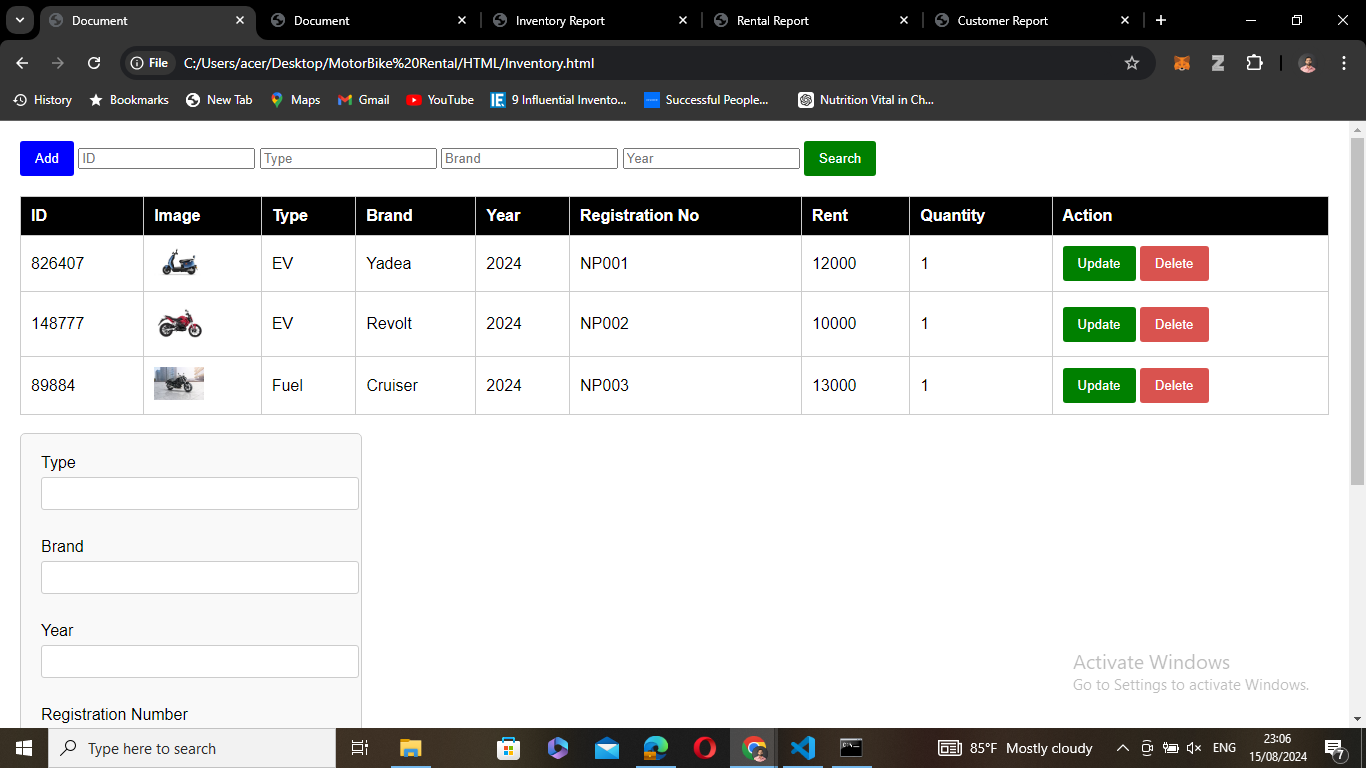 Document Document Inventory Report Rental Report Customer Report
File C:/Users/acer/Desktop/MotorBike%20Rental/HTML/Inventory.html
History Bookmarks New Tab Maps Gmail YouTube 9 Influential Invento... Successful People... Nutrition Vital in Ch...
Add ID Type Brand Year Search
ID Image Type Brand Year Registration No Rent Quantity Action
826407 EV Yadea 2024 NP001 12000 1 Update Delete
148777 EV Revolt 2024 NP002 10000 1 Update Delete
89884 Fuel Cruiser 2024 NP003 13000 1 Update Delete
Type
Brand
Year
Registration Number
Activate Windows
Go to Settings to activate Windows.
Type here to search 85°F Mostly cloudy ENG 23:06
15/08/2024 7